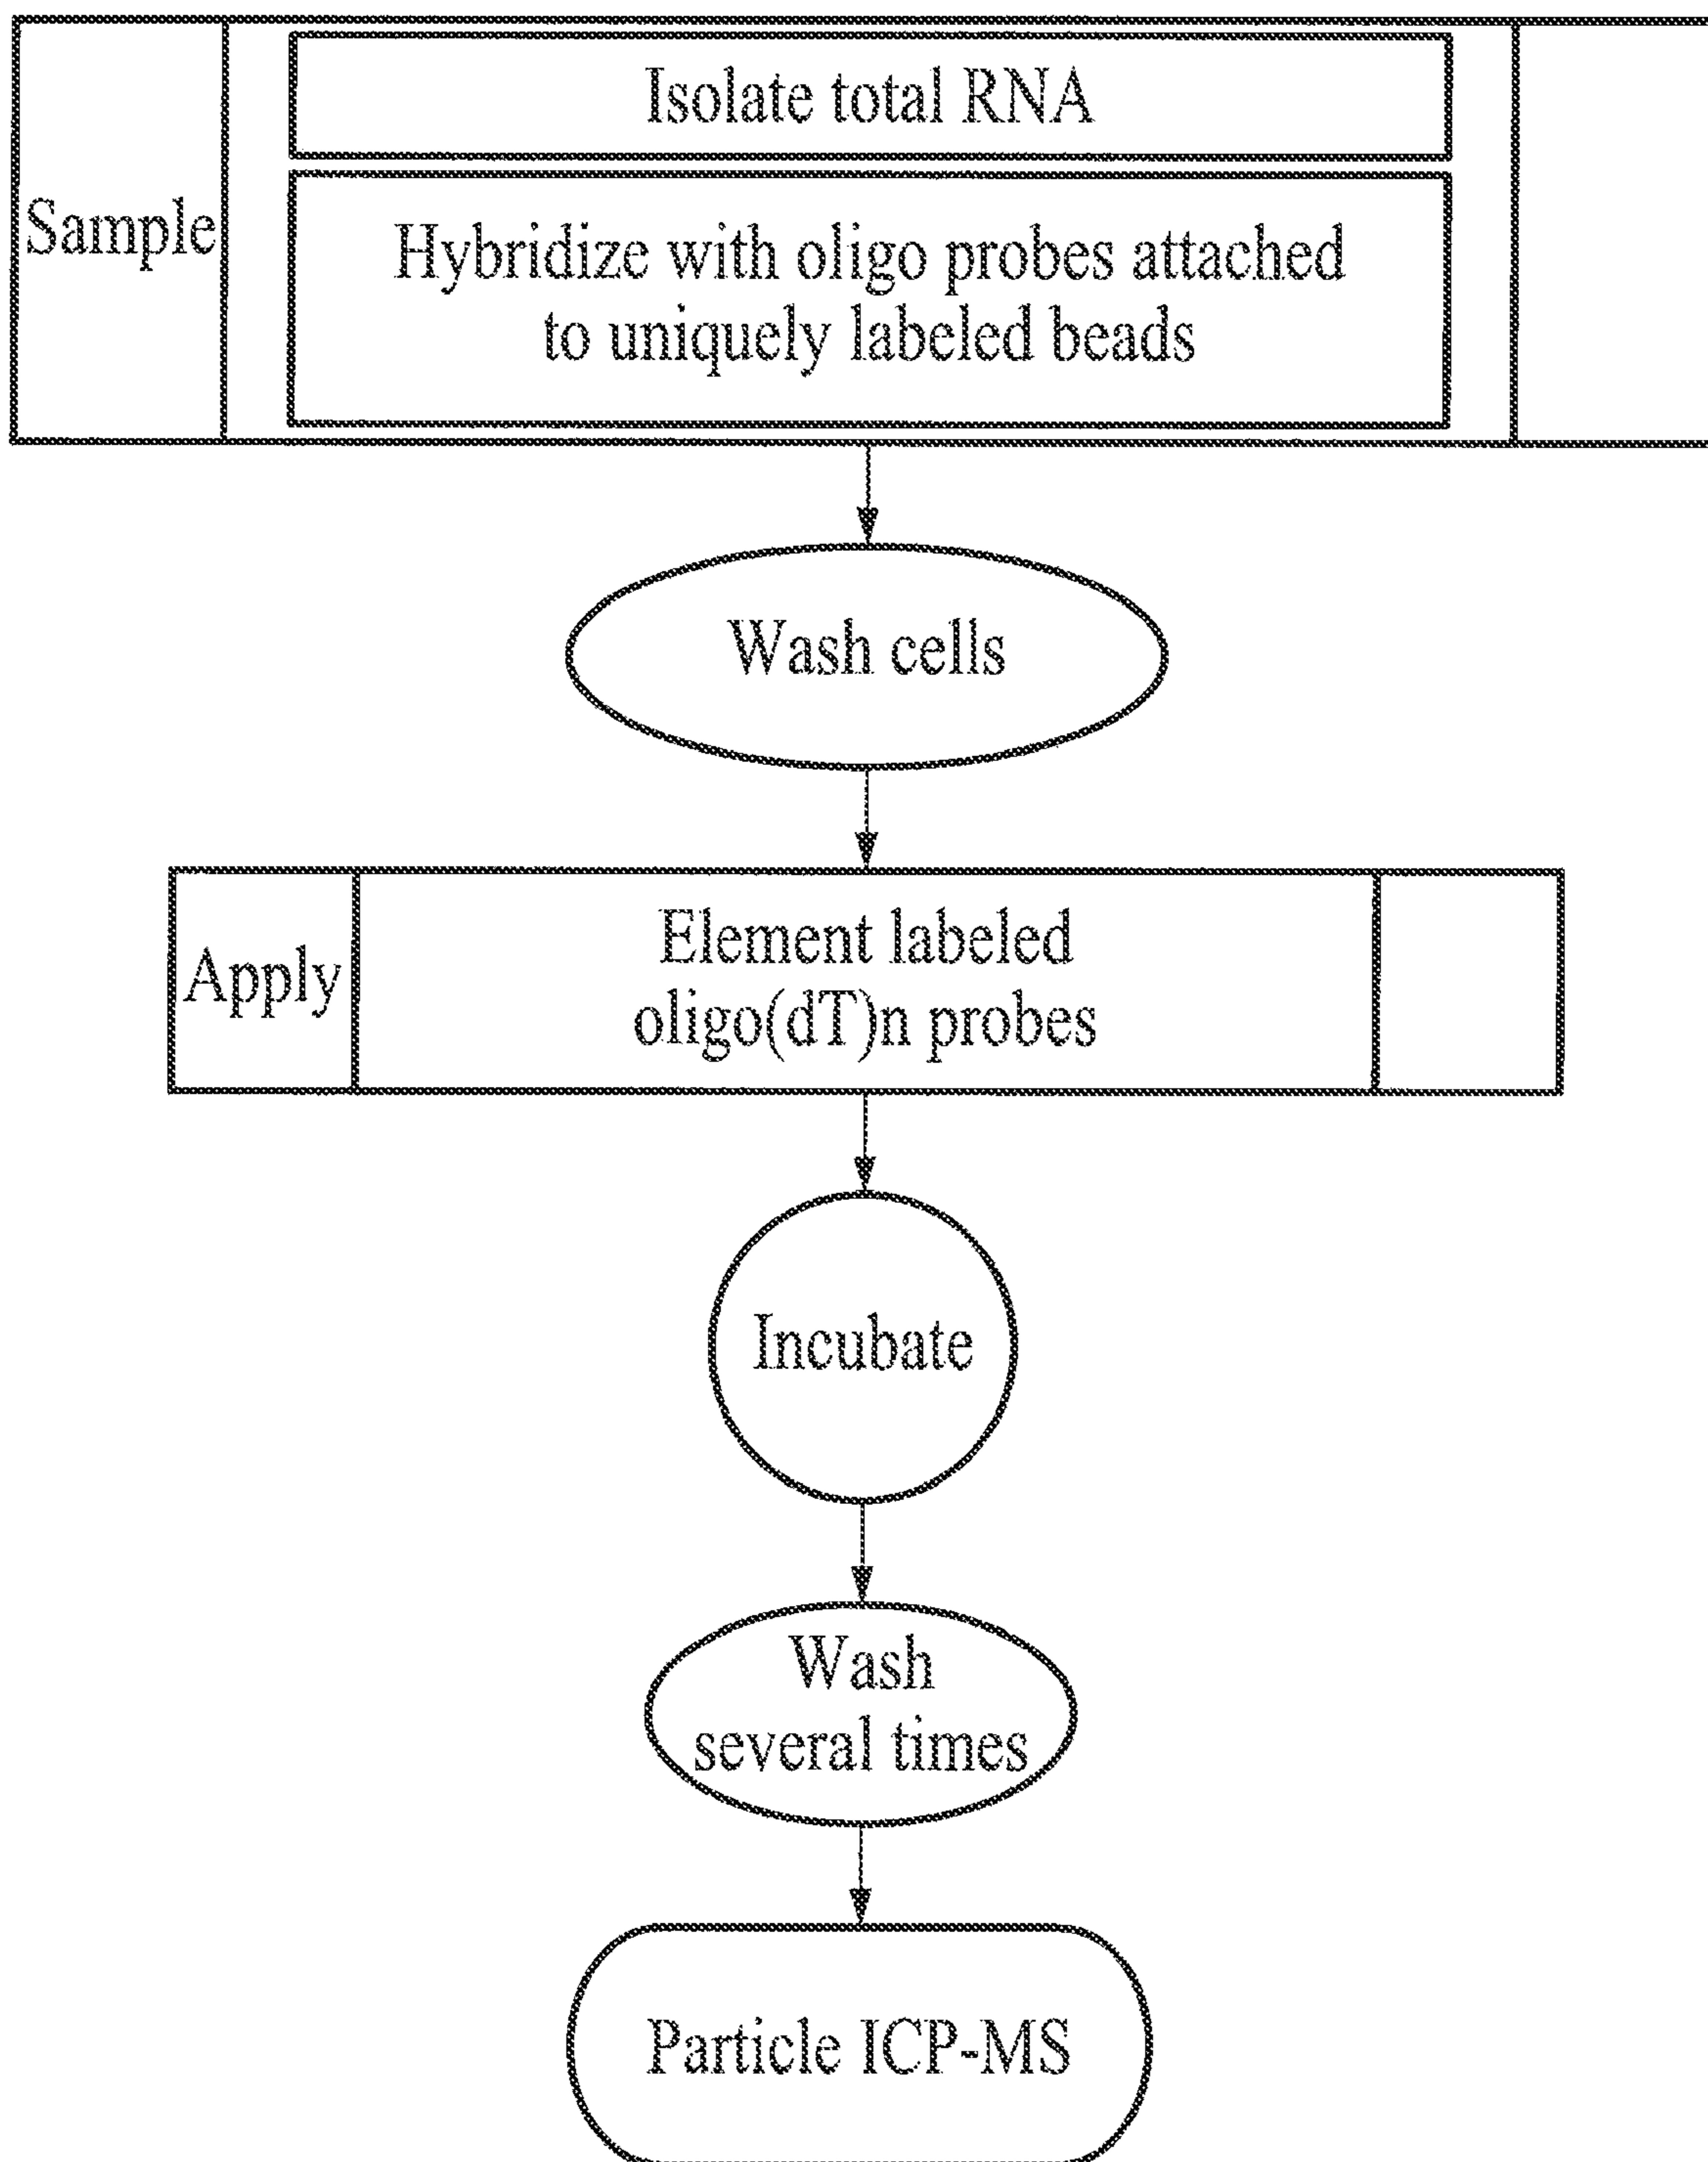 Isolate total RNA
Sample
Hybridize with oligo probes attached
to uniquely labeled beads
Wash cells
Element labeled
Apply
oligo(dT)n probes
Incubate
Wash
several times
Particle ICP-MS